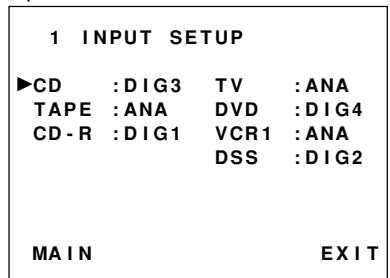 1 INPUT SETUP
►CD :DIG3 TV :ANA
TAPE :ANA DVD :DIG4
CD-R :DIG1 VCR1 :ANA
DSS :DIG2
MAIN EXIT